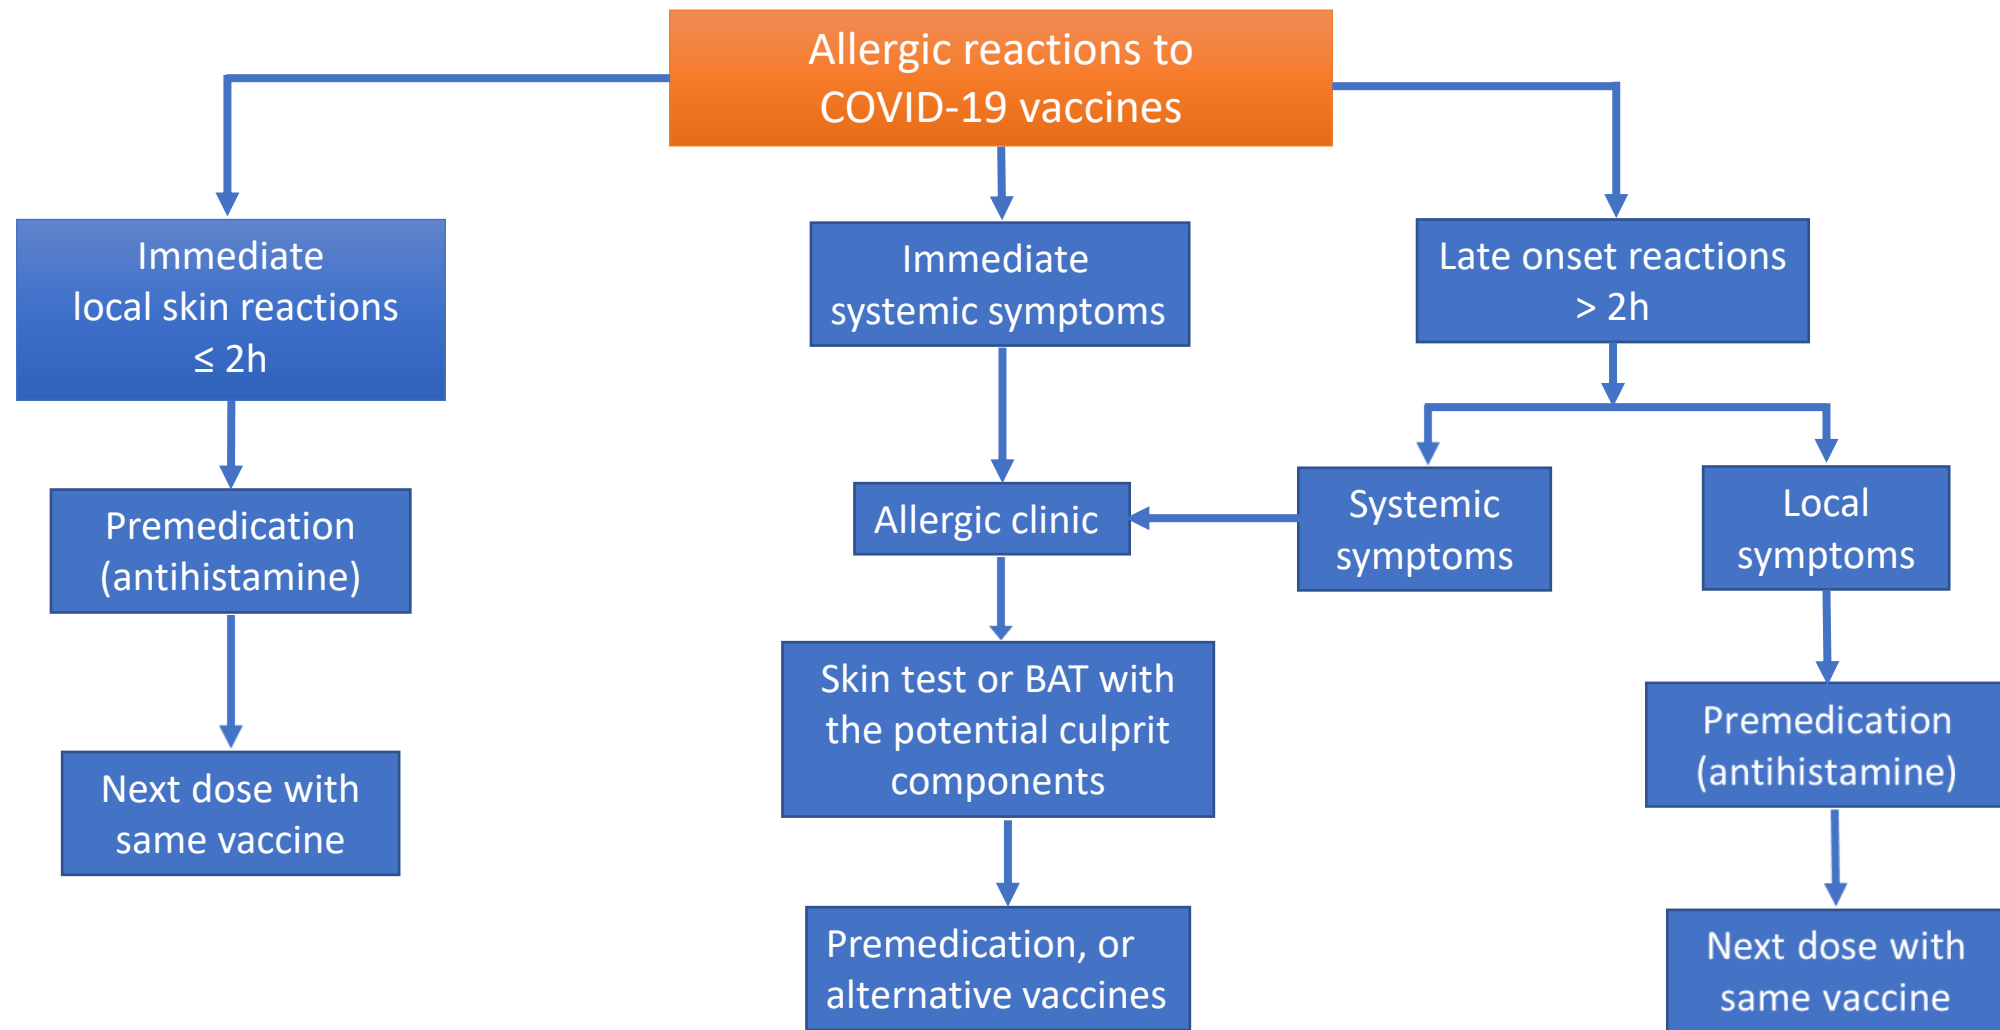 Allergic reactions to
COVID-19 vaccines
Immediate
local skin reactions
≤ 2h
Immediate
systemic symptoms
Late onset reactions
> 2h
Premedication
(antihistamine)
Allergic clinic
Systemic
symptoms
Local
symptoms
Skin test or BAT with
the potential culprit
components
Premedication
(antihistamine)
Next dose with
same vaccine
Premedication, or
alternative vaccines
Next dose with
same vaccine